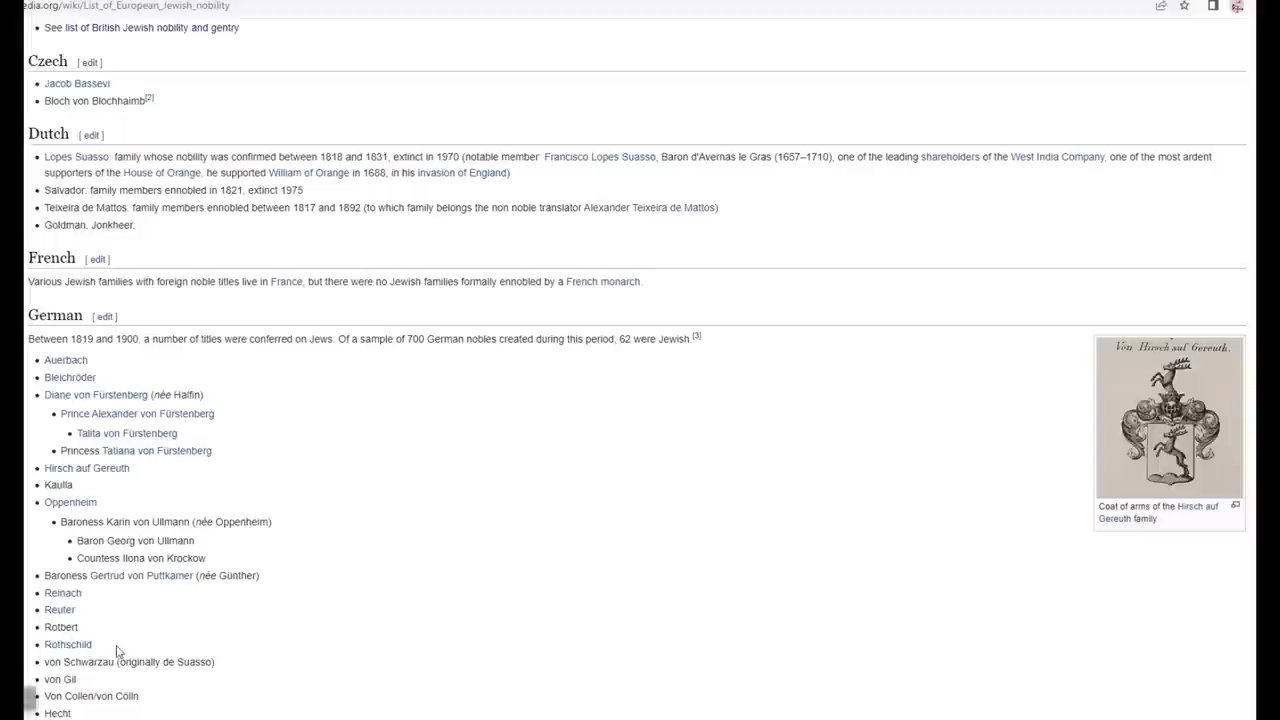 edia.org/wiki/List_of_European_Jewish_nobility
See list of British Jewish nobility and gentry
Czech [ edit ]
Jacob Bassevi
Bloch von Blochhaimb[2]
Dutch [ edit ]
Lopes Suasso: family whose nobility was confirmed between 1818 and 1831, extinct in 1970 (notable member: Francisco Lopes Suasso, Baron d'Avernas le Gras (1657–1710), one of the leading shareholders of the West India Company, one of the most ardent
supporters of the House of Orange, he supported William of Orange in 1688, in his invasion of England)
Salvador: family members ennobled in 1821, extinct 1975
Teixeira de Mattos: family members ennobled between 1817 and 1892 (to which family belongs the non noble translator Alexander Teixeira de Mattos)
Goldman, Jonkheer.
French [ edit ]
Various Jewish families with foreign noble titles live in France, but there were no Jewish families formally ennobled by a French monarch.
German [ edit ]
Between 1819 and 1900, a number of titles were conferred on Jews. Of a sample of 700 German nobles created during this period, 62 were Jewish.[3]
Auerbach
Bleichröder
Diane von Fürstenberg (née Halfin)
Prince Alexander von Fürstenberg
Talita von Fürstenberg
Princess Tatiana von Fürstenberg
Hirsch auf Gereuth
Kaulla
Oppenheim
Baroness Karin von Ullmann (née Oppenheim)
Baron Georg von Ullmann
Countess Ilona von Krockow
Baroness Gertrud von Puttkamer (née Günther)
Reinach
Reuter
Rotbert
Rothschild
von Schwarzau (originally de Suasso)
von Gil
Von Collen/von Cölln
Hecht
Von Hirsch auf Gereuth.
Coat of arms of the Hirsch auf
Gereuth family